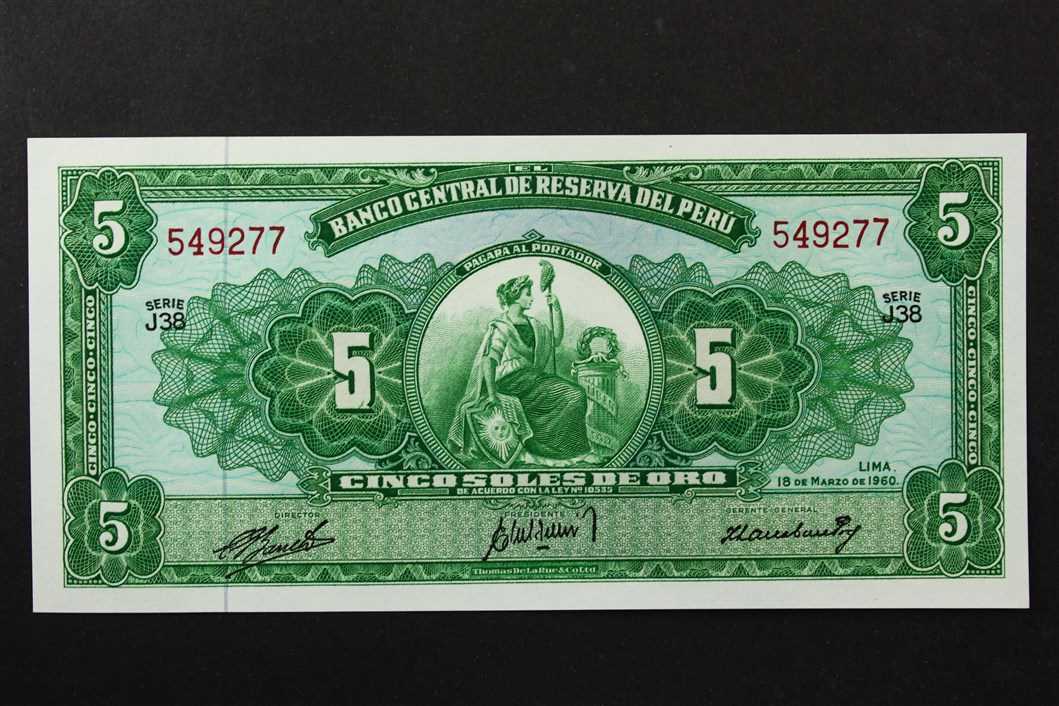 EL
BANCO CENTRAL DE RESERVA DEL PERÚ
5
5
549277
549277
PAGARA AL PORTADOR
SERIE
J38
SERIE
J38
5
5
CINCO·CINCO·CINCO
CINCO·CINCO·CINCO
CINCO SOLES DE ORO
DE ACUERDO CON LA LEY Nº 10535
LIMA.
18 DE MARZO DE 1960.
5
5
DIRECTOR
PRESIDENTE
GERENTE-GENERAL
Thomas De La Rue & Co Ltd